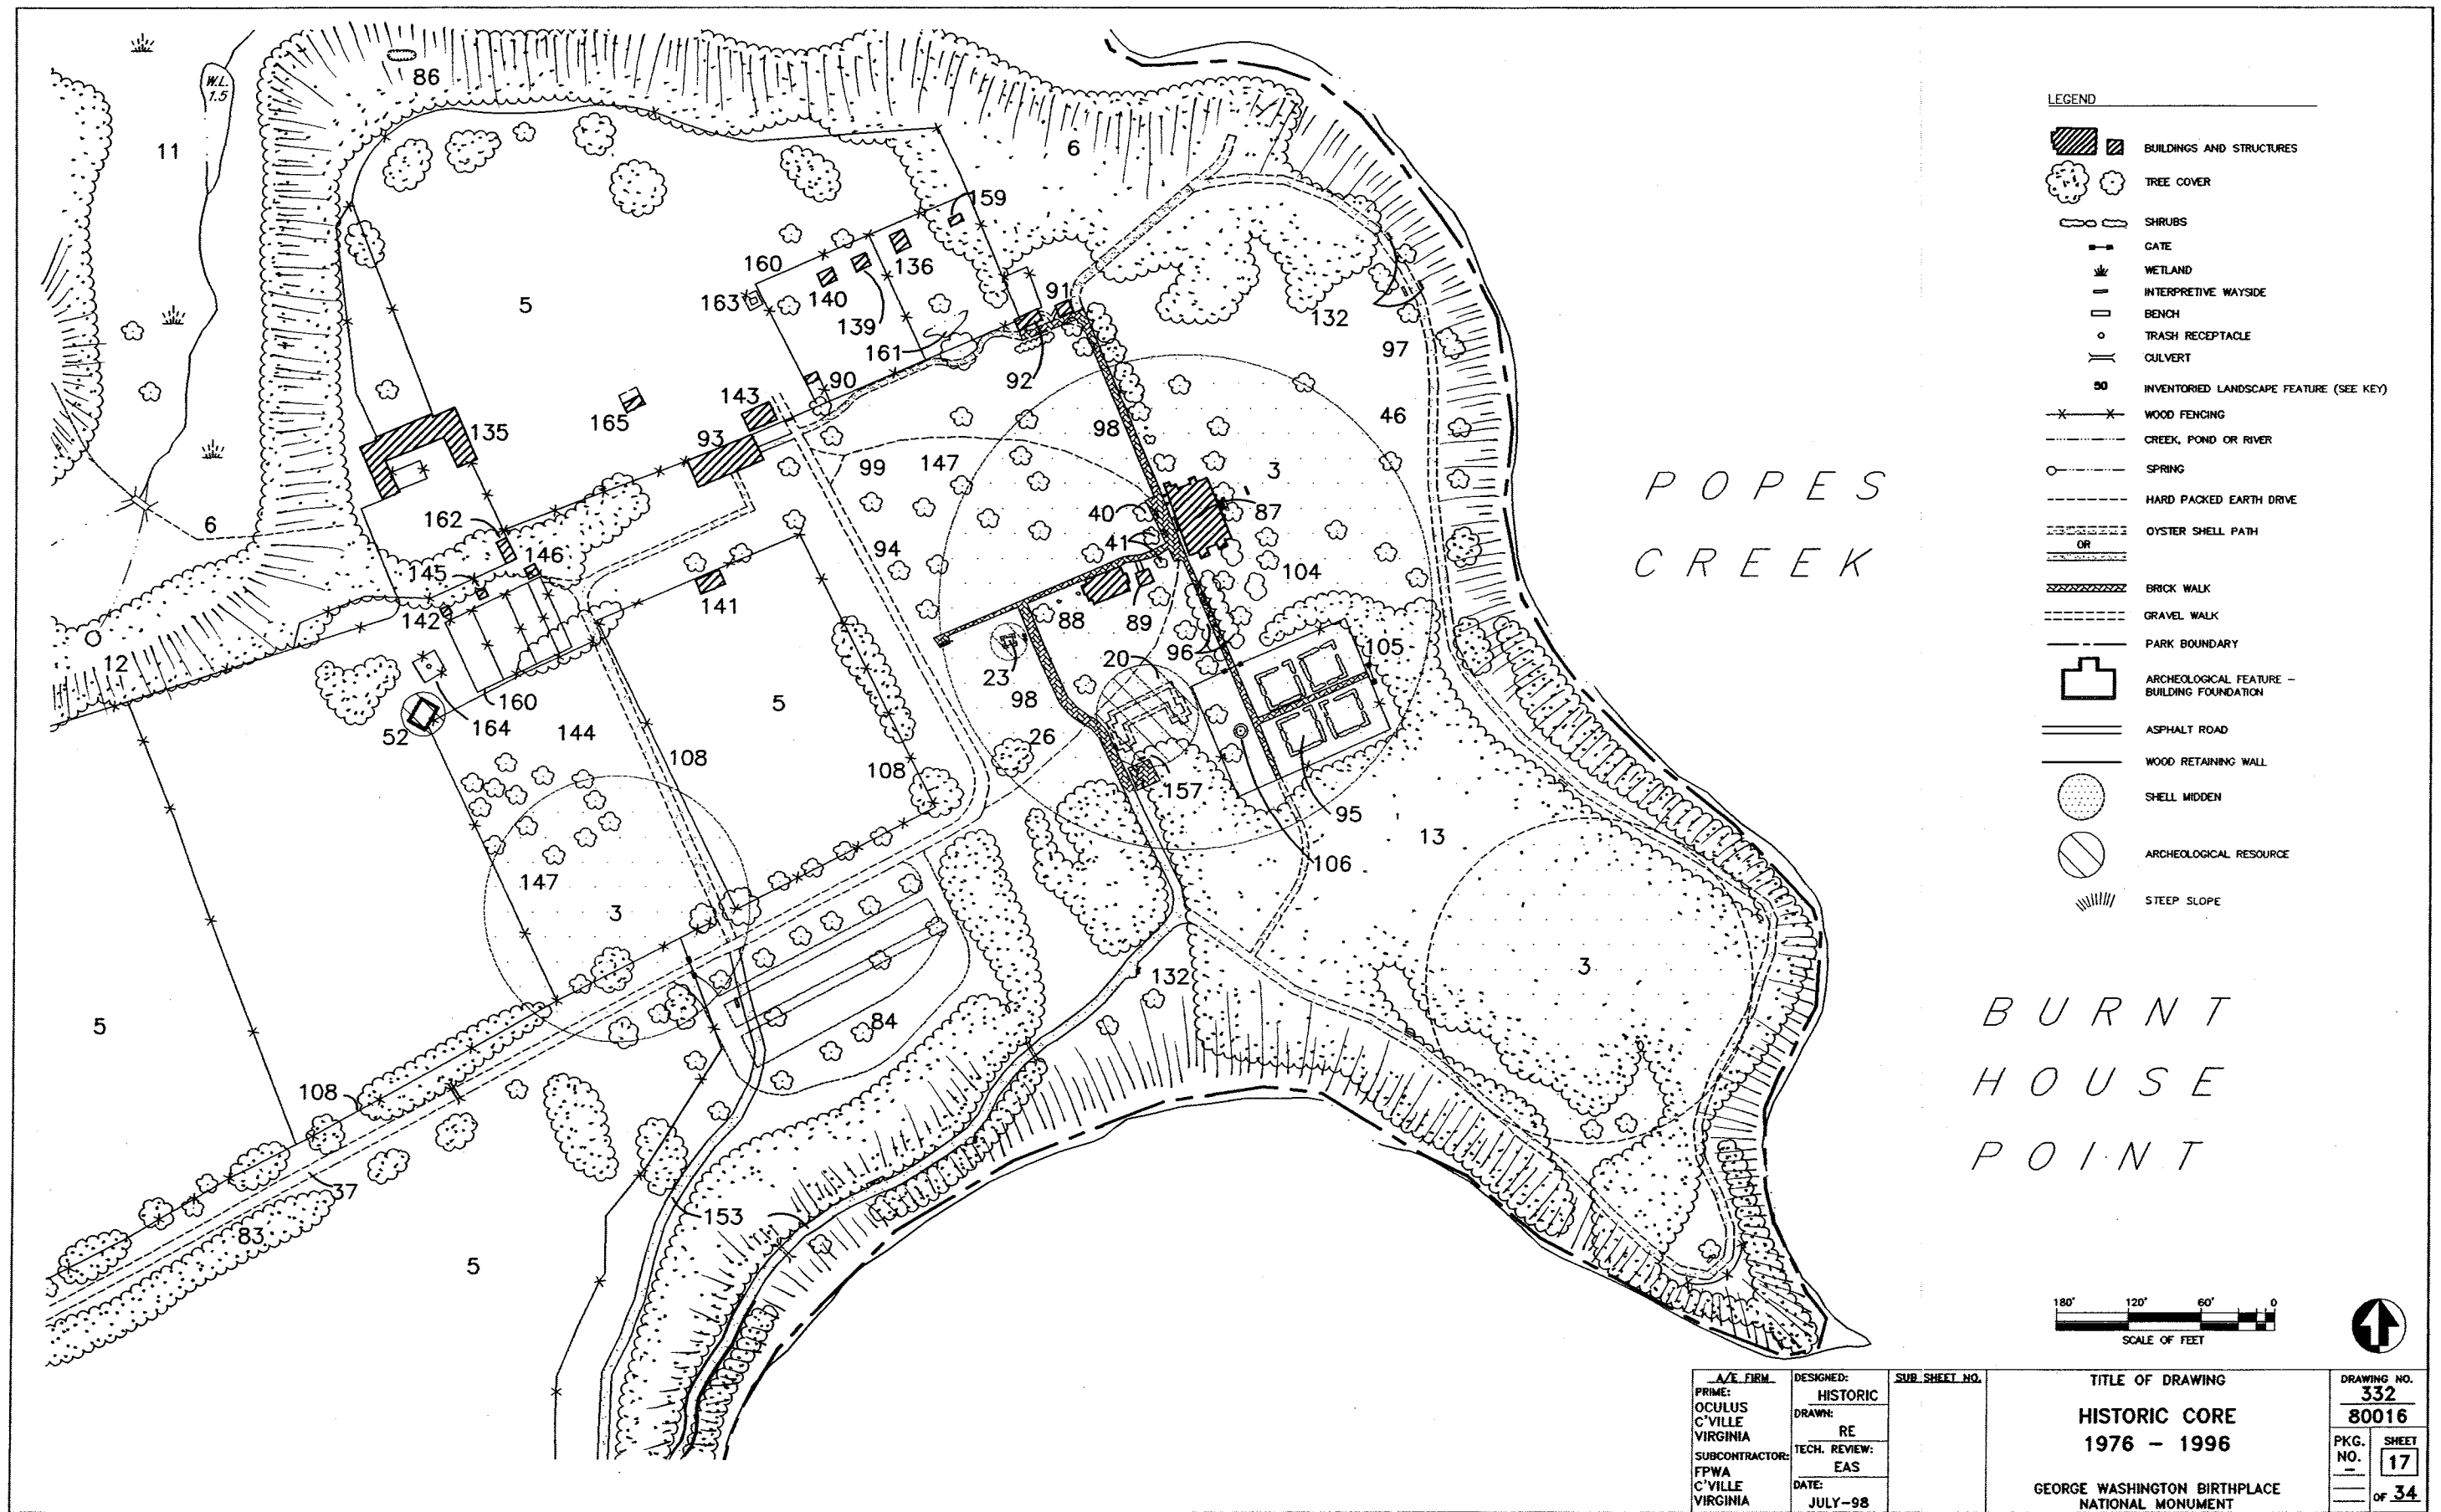 W.L.
1.5
86
11
6
159
160
136
163
140
91
5
139
132
161
97
92
90
143
165
46
98
135
93
99
147
3
87
40
162
94
41
6
146
104
145
141
142
88
89
105
12
20
96
23
160
98
5
164
144
52
26
108
108
157
95
13
106
147
3
3
132
84
5
108
37
153
83
5
POPES
CREEK
BURNT
HOUSE
POINT
LEGEND
BUILDINGS AND STRUCTURES
TREE COVER
SHRUBS
GATE
WETLAND
INTERPRETIVE WAYSIDE
BENCH
TRASH RECEPTACLE
CULVERT
50 INVENTORIED LANDSCAPE FEATURE (SEE KEY)
WOOD FENCING
CREEK, POND OR RIVER
SPRING
HARD PACKED EARTH DRIVE
OYSTER SHELL PATH
OR
BRICK WALK
GRAVEL WALK
PARK BOUNDARY
ARCHEOLOGICAL FEATURE –
BUILDING FOUNDATION
ASPHALT ROAD
WOOD RETAINING WALL
SHELL MIDDEN
ARCHEOLOGICAL RESOURCE
STEEP SLOPE
180' 120' 60' 0
SCALE OF FEET
A/E FIRM
PRIME:
OCULUS
C'VILLE
VIRGINIA
SUBCONTRACTOR:
FPWA
C'VILLE
VIRGINIA
DESIGNED:
HISTORIC
DRAWN:
RE
TECH. REVIEW:
EAS
DATE:
JULY-98
SUB SHEET NO.
TITLE OF DRAWING
HISTORIC CORE
1976 – 1996
GEORGE WASHINGTON BIRTHPLACE
NATIONAL MONUMENT
DRAWING NO.
332
80016
PKG.
NO.
–
SHEET
17
OF 34